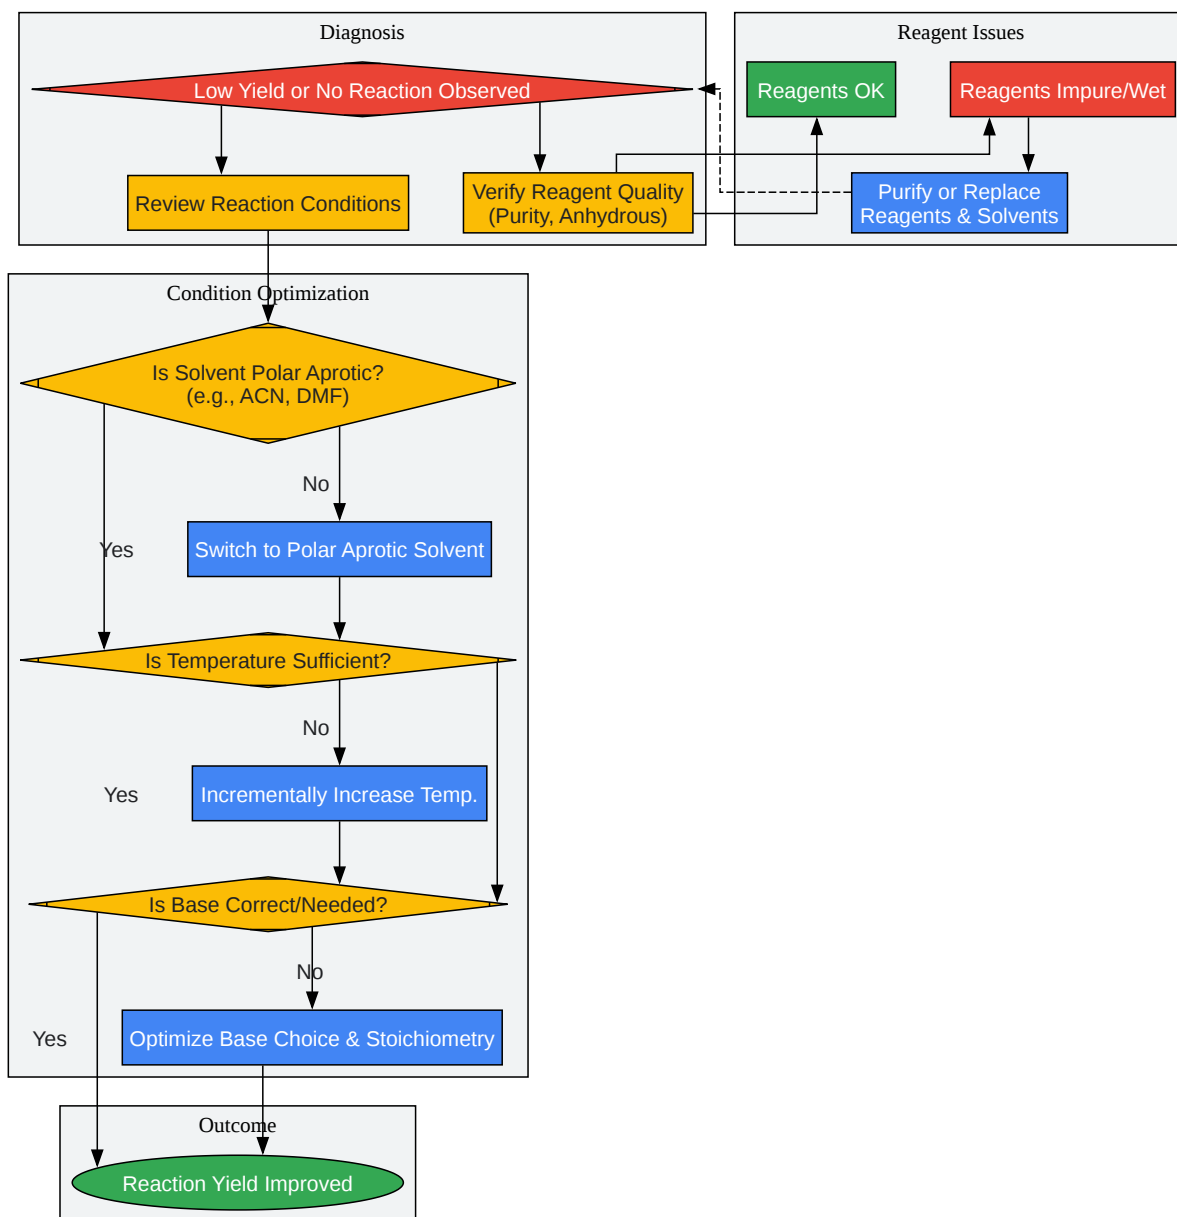 Diagnosis
Low Yield or No Reaction Observed
Review Reaction Conditions
Verify Reagent Quality
(Purity, Anhydrous)
Reagent Issues
Reagents OK
Reagents Impure/Wet
Purify or Replace
Reagents & Solvents
Condition Optimization
Is Solvent Polar Aprotic?
(e.g., ACN, DMF)
No
Yes
Switch to Polar Aprotic Solvent
Is Temperature Sufficient?
No
Yes
Incrementally Increase Temp.
Is Base Correct/Needed?
No
Yes
Optimize Base Choice & Stoichiometry
Outcome
Reaction Yield Improved